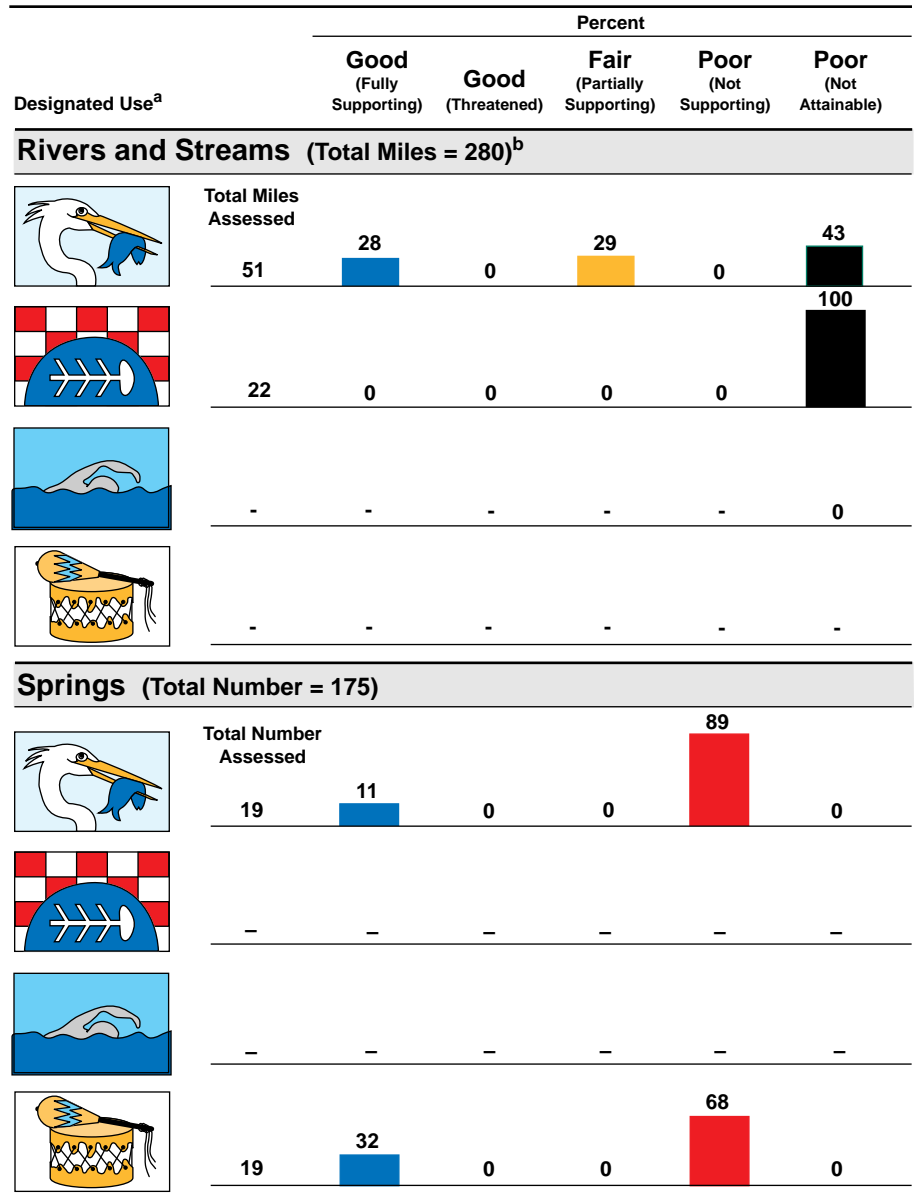 Percent
Designated Use^a
Good (Fully Supporting)
Good (Threatened)
Fair (Partially Supporting)
Poor (Not Supporting)
Poor (Not Attainable)
Rivers and Streams (Total Miles = 280)^b
Total Miles
Assessed
51 28 0 29 0 43
22 0 0 0 0 100
- - - - - 0
- - - - - -
Springs (Total Number = 175)
Total Number
Assessed
19 11 0 0 89 0
– – – – – –
– – – – – –
19 32 0 0 68 0